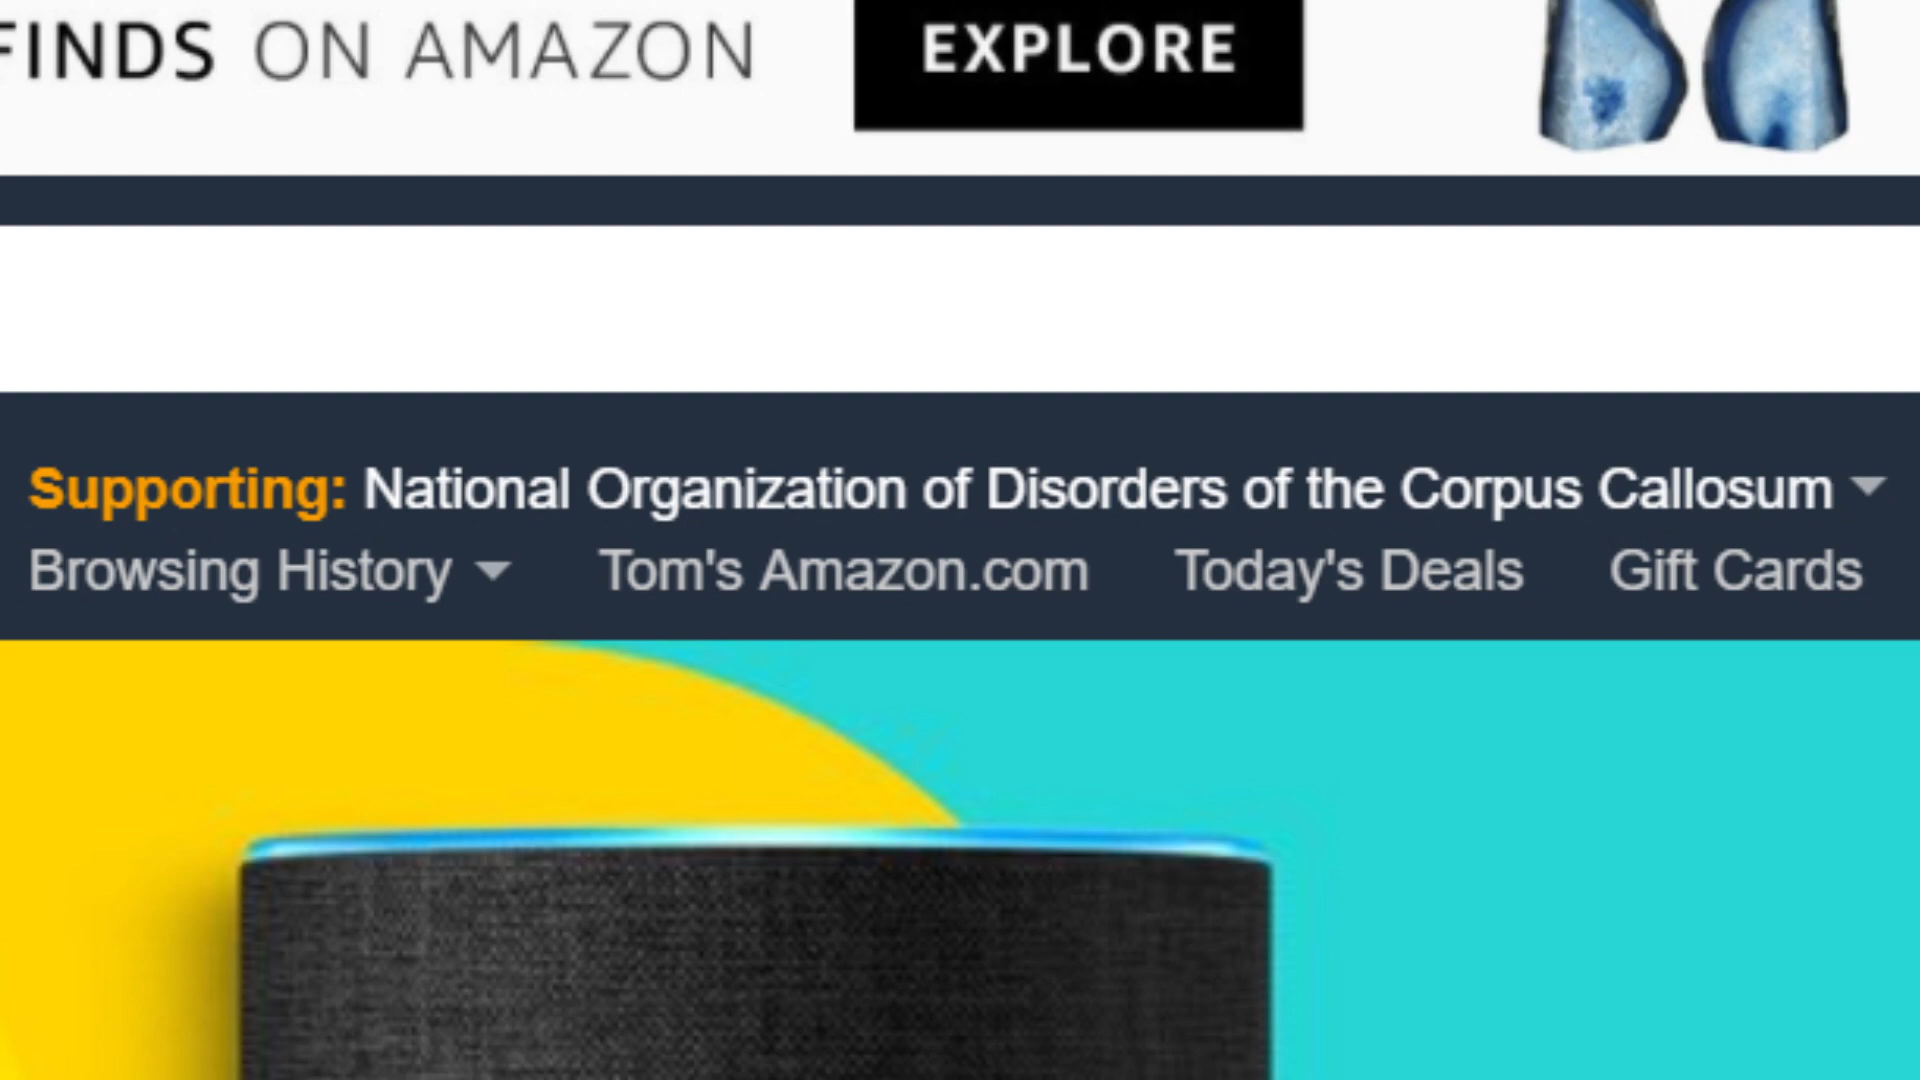 FINDS ON AMAZON EXPLORE
Supporting: National Organization of Disorders of the Corpus Callosum
Browsing History Tom's Amazon.com Today's Deals Gift Cards